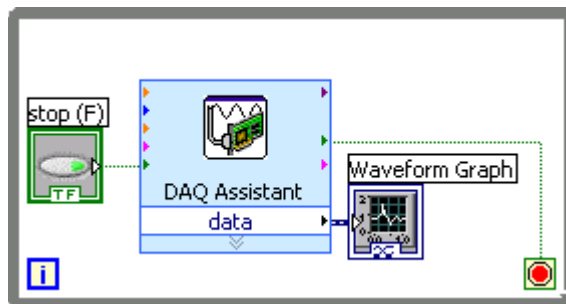 stop (F)
TF
DAQ Assistant
data
Waveform Graph
i